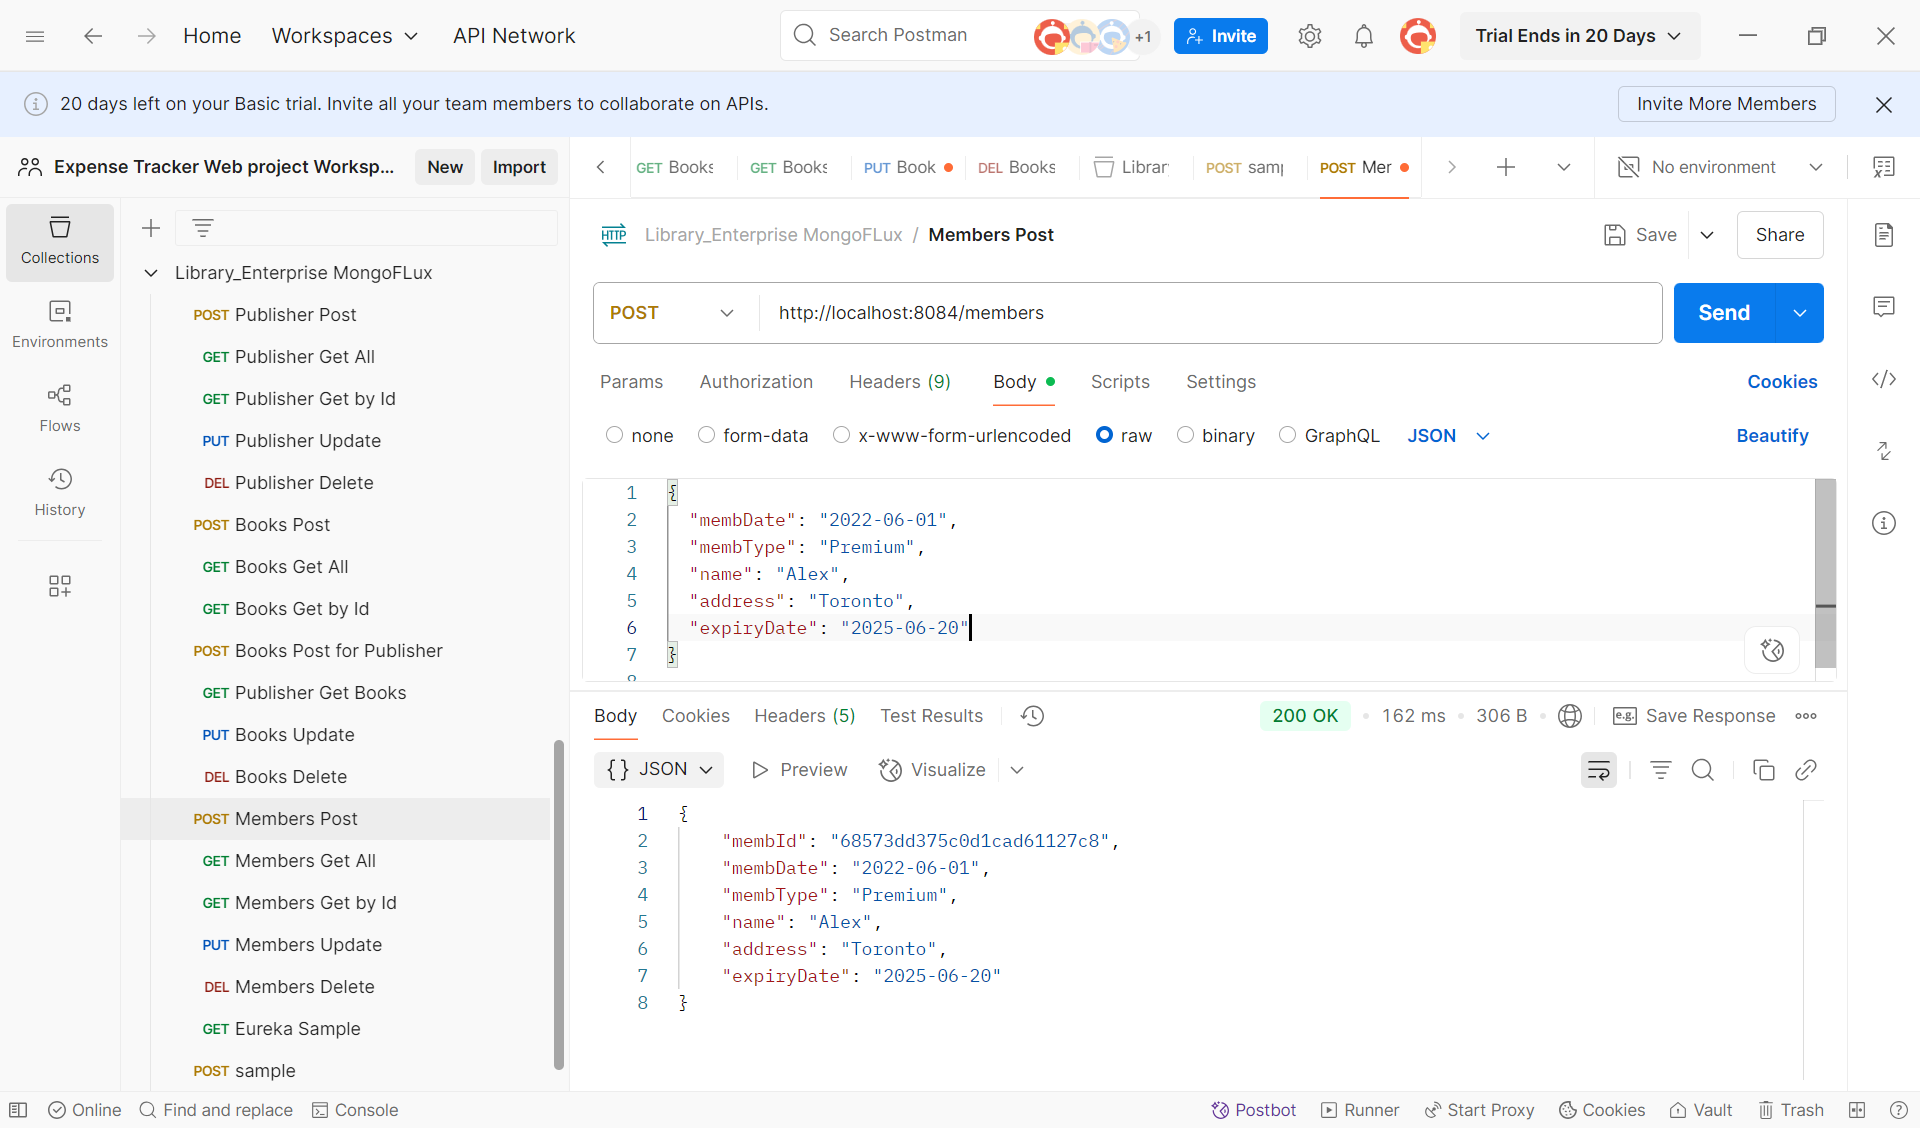 Home
Workspaces
API Network
Search Postman
+1
Invite
Trial Ends in 20 Days
20 days left on your Basic trial. Invite all your team members to collaborate on APIs.
Invite More Members
Expense Tracker Web project Worksp...
New
Import
GET Books
GET Books
PUT Book
DEL Books
Librar
POST sam
POST Mer
No environment
Collections
Environments
Flows
History
Library_Enterprise MongoFLux
POST Publisher Post
GET Publisher Get All
GET Publisher Get by Id
PUT Publisher Update
DEL Publisher Delete
POST Books Post
GET Books Get All
GET Books Get by Id
POST Books Post for Publisher
GET Publisher Get Books
PUT Books Update
DEL Books Delete
POST Members Post
GET Members Get All
GET Members Get by Id
PUT Members Update
DEL Members Delete
GET Eureka Sample
POST sample
HTTP Library_Enterprise MongoFLux / Members Post
Save
Share
POST
http://localhost:8084/members
Send
Params
Authorization
Headers (9)
Body
Scripts
Settings
Cookies
none
form-data
x-www-form-urlencoded
raw
binary
GraphQL
JSON
Beautify
1 {
2 "membDate": "2022-06-01",
3 "membType": "Premium",
4 "name": "Alex",
5 "address": "Toronto",
6 "expiryDate": "2025-06-20"
7 }
8
Body
Cookies
Headers (5)
Test Results
200 OK
162 ms
306 B
e.g. Save Response
{} JSON
Preview
Visualize
1 {
2 "membId": "68573dd375c0d1cad61127c8",
3 "membDate": "2022-06-01",
4 "membType": "Premium",
5 "name": "Alex",
6 "address": "Toronto",
7 "expiryDate": "2025-06-20"
8 }
Online
Find and replace
Console
Postbot
Runner
Start Proxy
Cookies
Vault
Trash